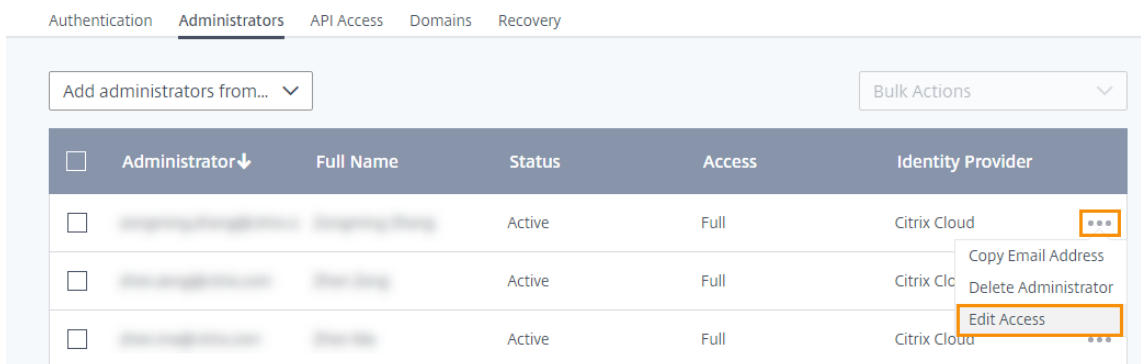 Authentication Administrators API Access Domains Recovery
Add administrators from... Bulk Actions
Administrator Full Name Status Access Identity Provider
Active Full Citrix Cloud
Copy Email Address
Active Full Citrix Clo
Delete Administrator
Edit Access
Active Full Citrix Cloud